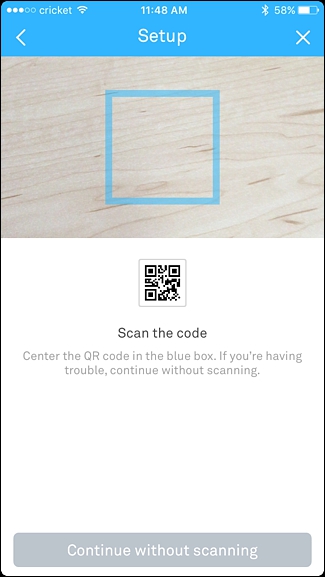 cricket 11:48 AM 58%
Setup
Scan the code
Center the QR code in the blue box. If you're having
trouble, continue without scanning.
Continue without scanning